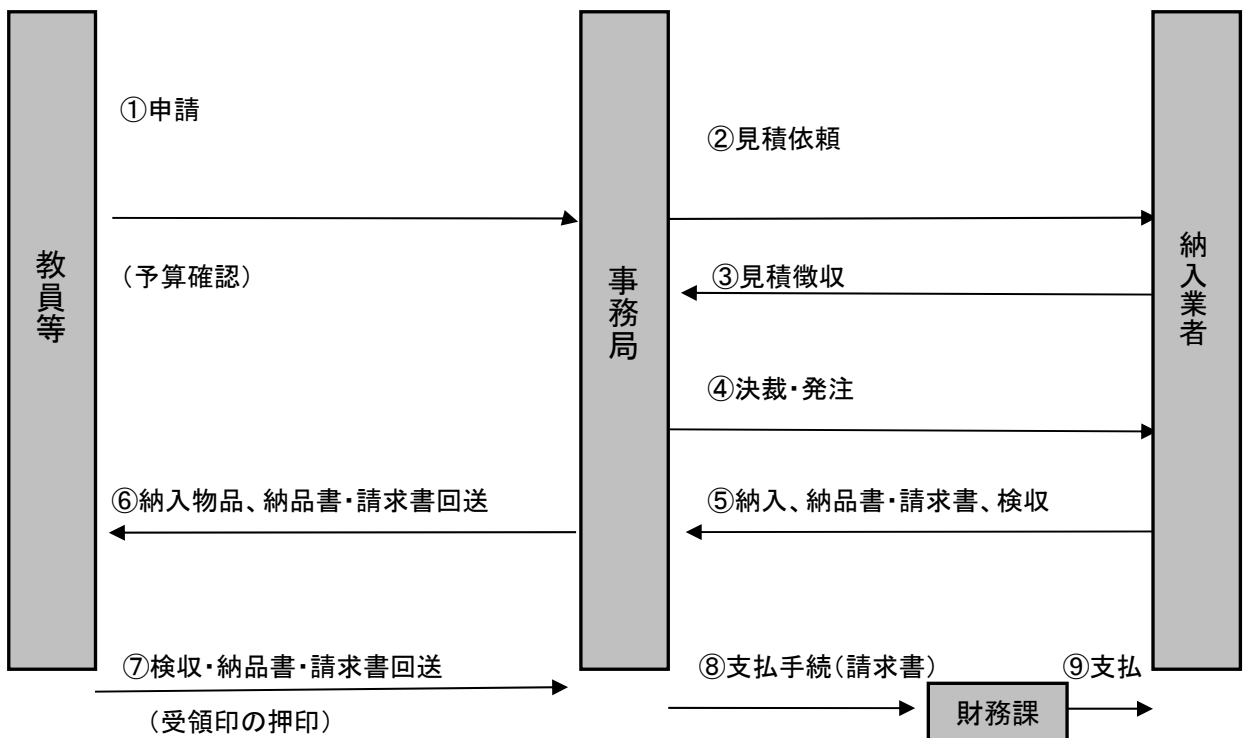 教員等
事務局
納入業者
①申請
②見積依頼
(予算確認)
③見積徴収
④決裁・発注
⑥納入物品、納品書・請求書回送
⑤納入、納品書・請求書、検収
⑦検収・納品書・請求書回送
(受領印の押印)
⑧支払手続(請求書)
⑨支払
財務課